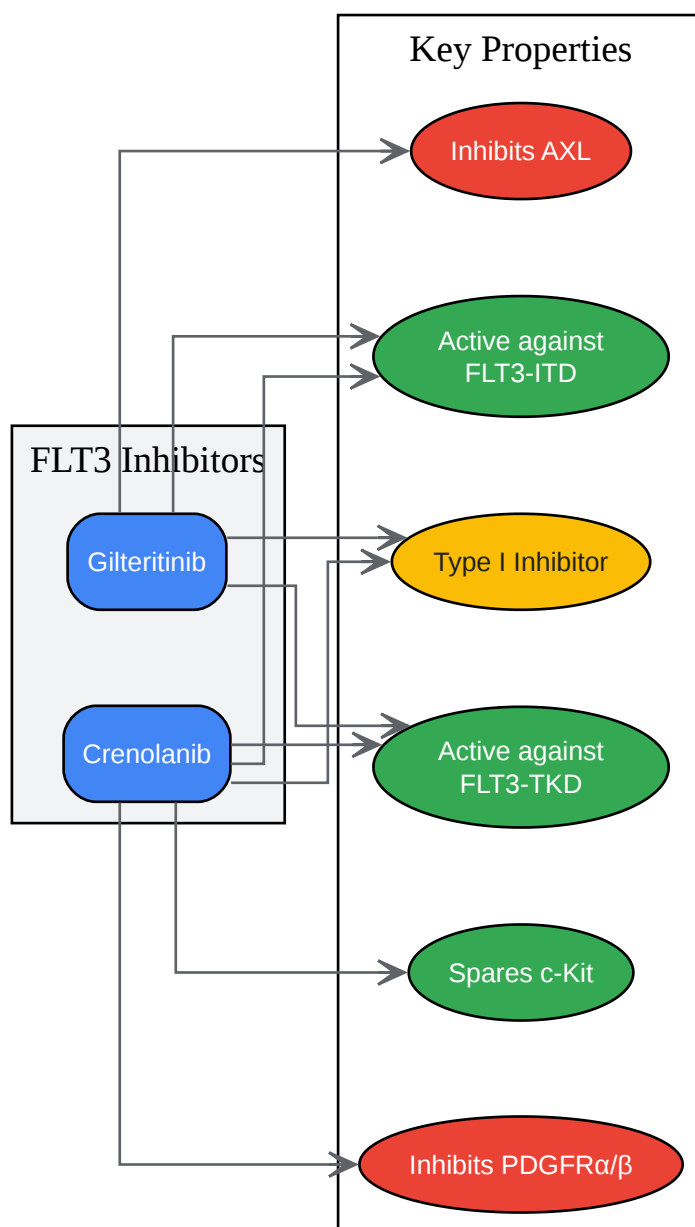 Key Properties
Inhibits AXL
Active against
FLT3-ITD
FLT3 Inhibitors
Gilteritinib
Type I Inhibitor
Crenolanib
Active against
FLT3-TKD
Spares c-Kit
Inhibits PDGFRα/β